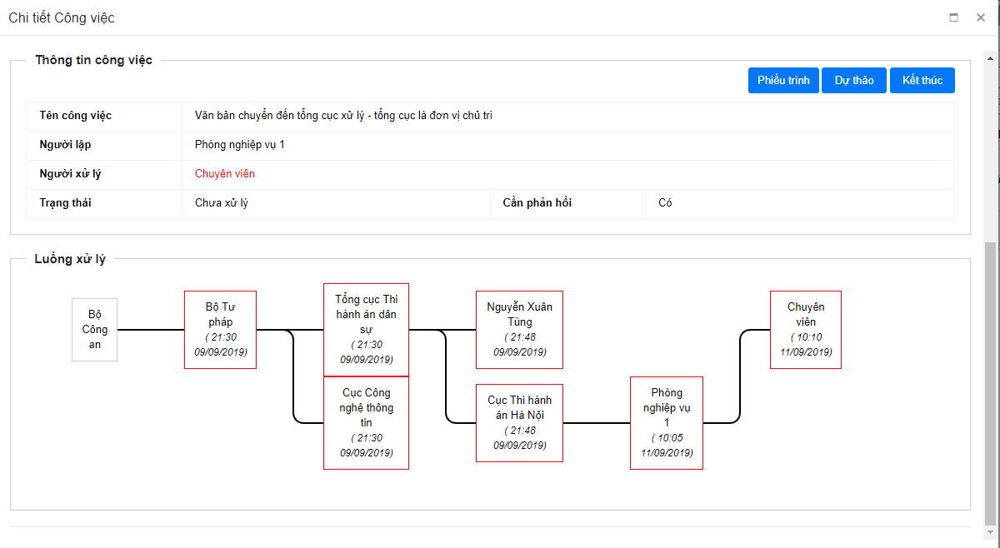 Chi tiết Công việc
Thông tin công việc
Phiếu trình
Dự thảo
Kết thúc
Tên công việc
Văn bản chuyển đến tổng cục xử lý - tổng cục là đơn vị chủ trì
Người lập
Phòng nghiệp vụ 1
Người xử lý
Chuyên viên
Trạng thái
Chưa xử lý
Cần phản hồi
Có
Luồng xử lý
Bộ
Công
an
Bộ Tư
pháp
( 21:30
09/09/2019)
Tổng cục Thi
hành án dân
sự
( 21:30
09/09/2019)
Cục Công
nghệ thông
tin
( 21:30
09/09/2019)
Nguyễn Xuân
Tùng
( 21:48
09/09/2019)
Cục Thi hành
án Hà Nội
( 21:48
09/09/2019)
Phòng
nghiệp vụ
1
( 10:05
11/09/2019)
Chuyên
viên
( 10:10
11/09/2019)